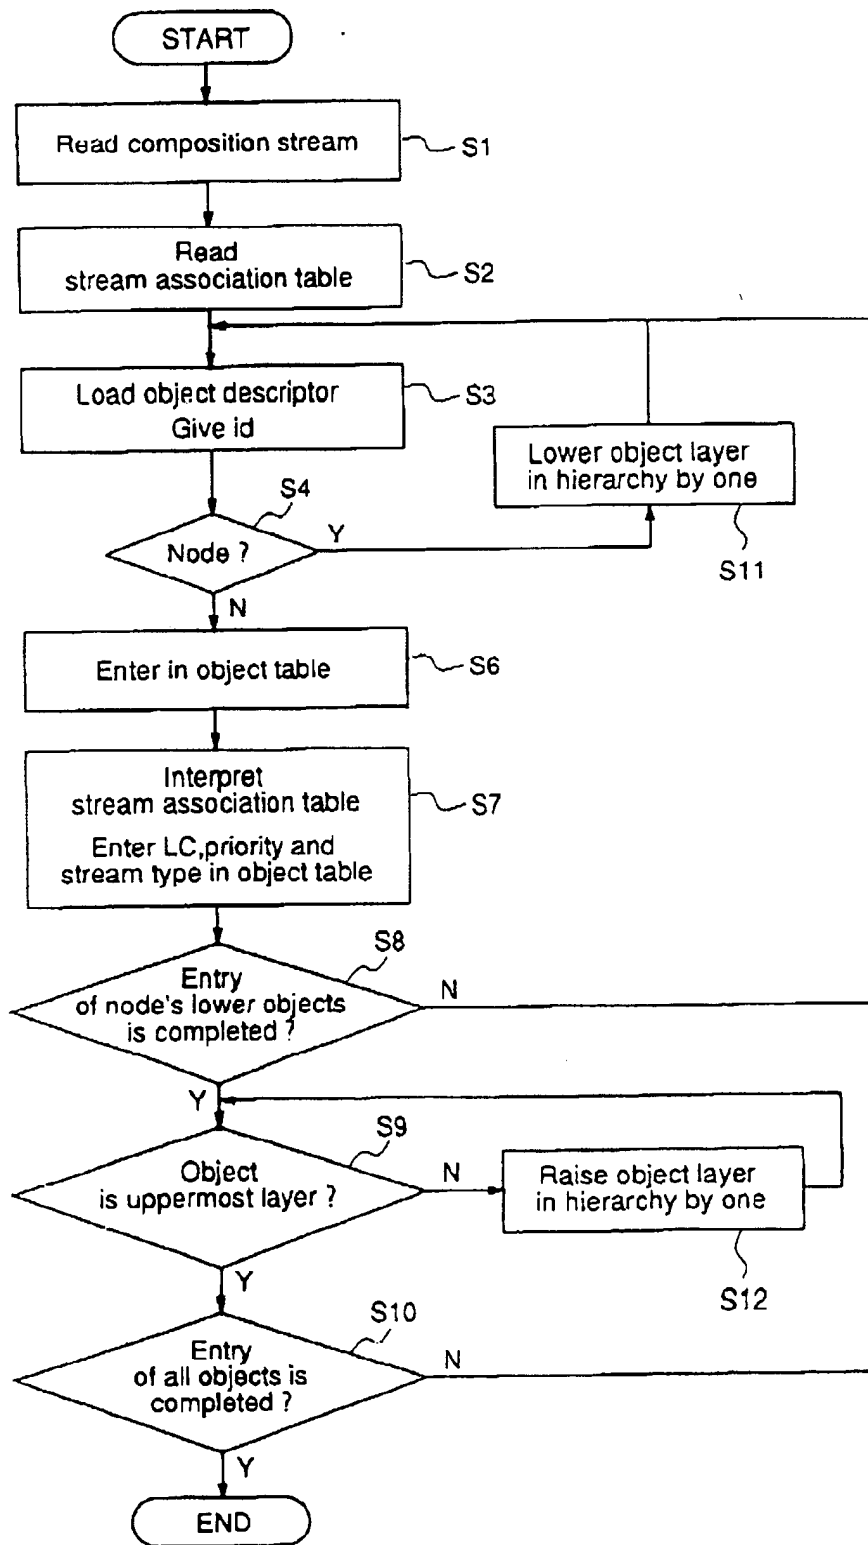 START
Read composition stream
S1
Read
stream association table
S2
Load object descriptor
Give id
S3
Lower object layer
in hierarchy by one
S11
S4
Node ?
Y
N
Enter in object table
S6
Interpret
stream association table
Enter LC,priority and
stream type in object table
S7
S8
Entry
of node's lower objects
is completed ?
N
Y
S9
Object
is uppermost layer ?
N
Raise object layer
in hierarchy by one
S12
Y
S10
Entry
of all objects is
completed ?
N
Y
END